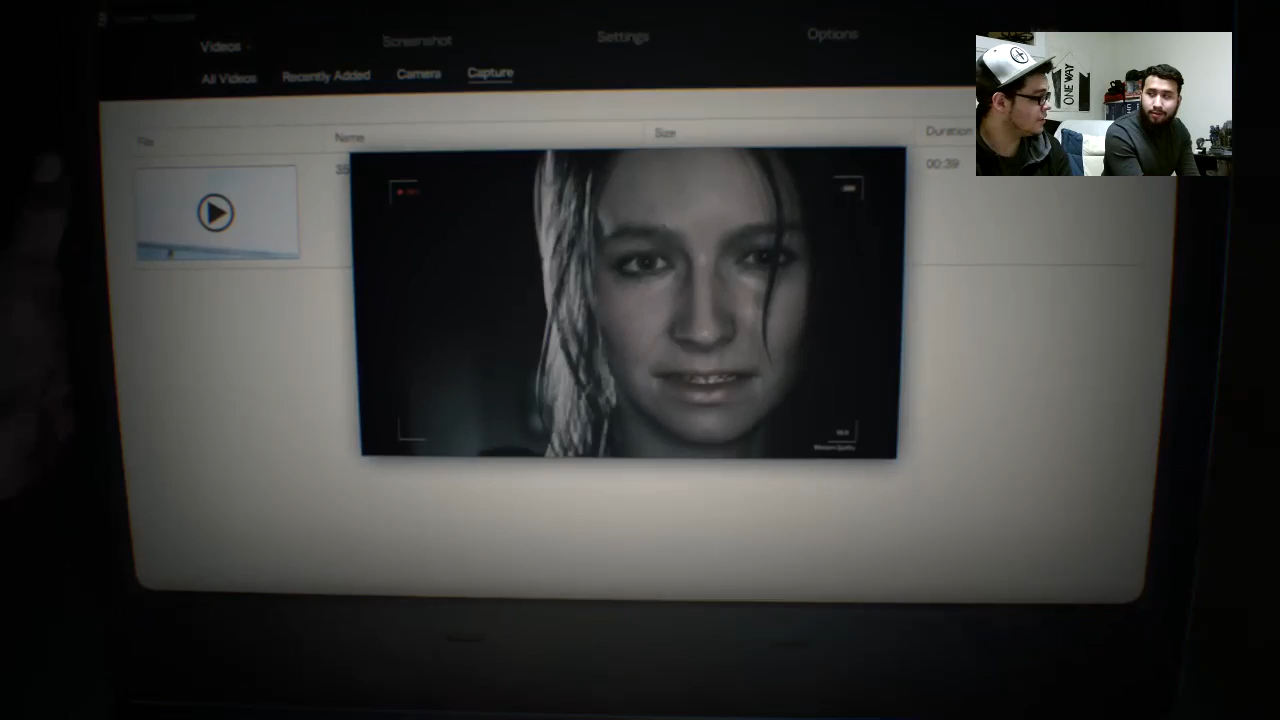 Videos
Screenshot
Settings
Options
All Videos
Recently Added
Camera
Capture
File
Name
Size
Duration
00:39
ONE WAY